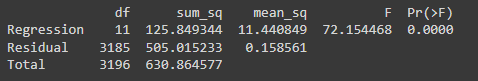 df sum_sq mean_sq F Pr(>F)
Regression 11 125.849344 11.440849 72.154468 0.0000
Residual 3185 505.015233 0.158561
Total 3196 630.864577